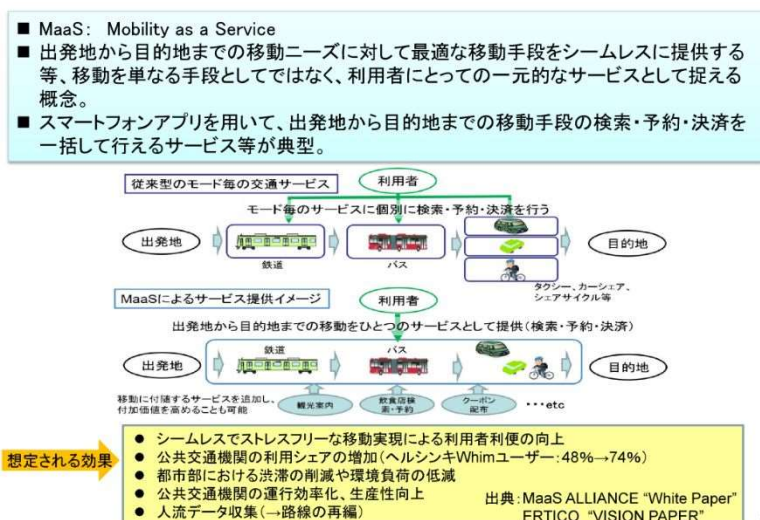 ■ MaaS: Mobility as a Service
■ 出発地から目的地までの移動ニーズに対して最適な移動手段をシームレスに提供する
等、移動を単なる手段としてではなく、利用者にとっての一元的なサービスとして捉える
概念。
■ スマートフォンアプリを用いて、出発地から目的地までの移動手段の検索・予約・決済を
一括して行えるサービス等が典型。
従来型のモード毎の交通サービス
利用者
モード毎のサービスに個別に検索・予約・決済を行う
出発地
鉄道
バス
タクシー、カーシェア、
シェアサイクル等
目的地
MaaSによるサービス提供イメージ
利用者
出発地から目的地までの移動をひとつのサービスとして提供(検索・予約・決済)
出発地
鉄道
バス
目的地
移動に付随するサービスを追加し、
付加価値を高めることも可能
観光案内
飲食店検
索・予約
クーポン
配布
・・・etc
想定される効果
● シームレスでストレスフリーな移動実現による利用者利便の向上
● 公共交通機関の利用シェアの増加(ヘルシンキWhimユーザー:48%→74%)
● 都市部における渋滞の削減や環境負荷の低減
● 公共交通機関の運行効率化、生産性向上
● 人流データ収集(→路線の再編)
出典:MaaS ALLIANCE “White Paper”
ERTICO “VISION PAPER”